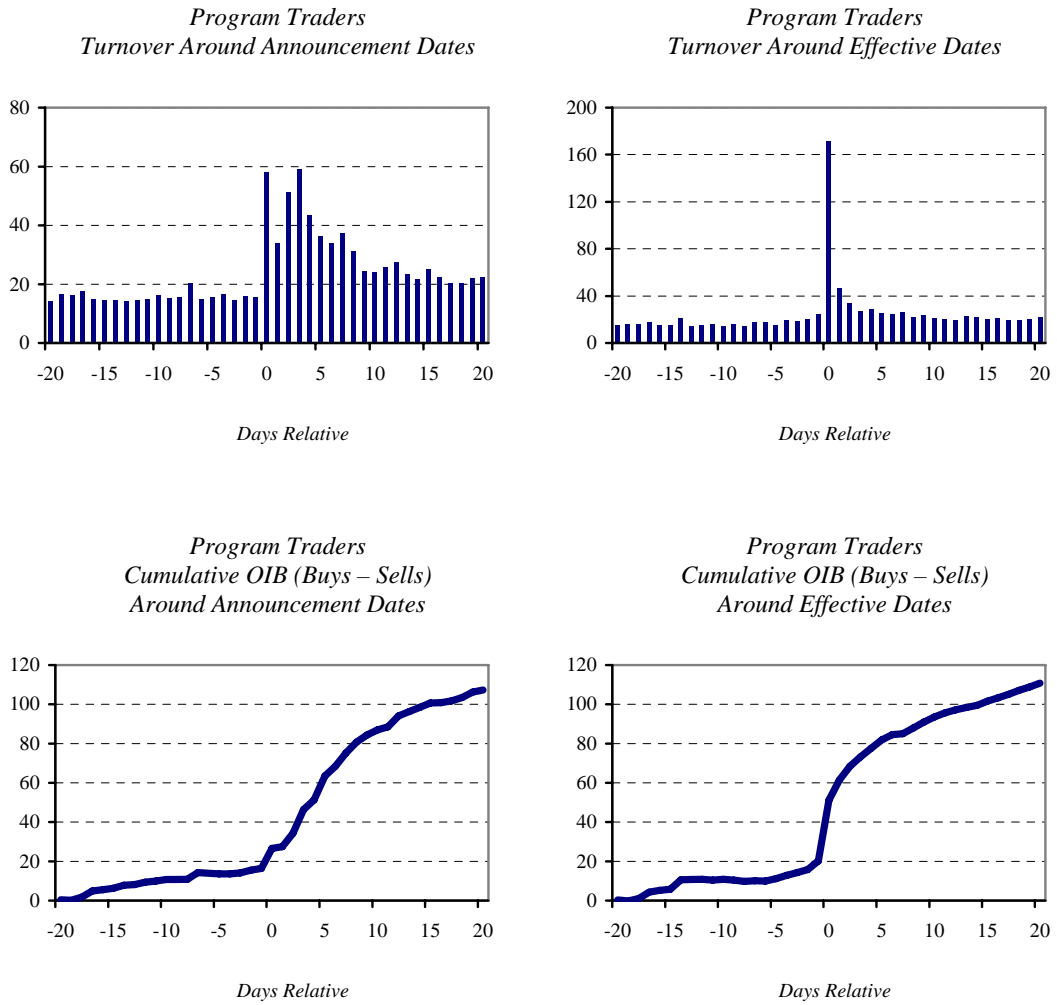 Program Traders
Turnover Around Announcement Dates
80
60
40
20
0
-20 -15 -10 -5 0 5 10 15 20
Days Relative
Program Traders
Turnover Around Effective Dates
200
160
120
80
40
0
-20 -15 -10 -5 0 5 10 15 20
Days Relative
Program Traders
Cumulative OIB (Buys – Sells)
Around Announcement Dates
120
100
80
60
40
20
0
-20 -15 -10 -5 0 5 10 15 20
Days Relative
Program Traders
Cumulative OIB (Buys – Sells)
Around Effective Dates
120
100
80
60
40
20
0
-20 -15 -10 -5 0 5 10 15 20
Days Relative